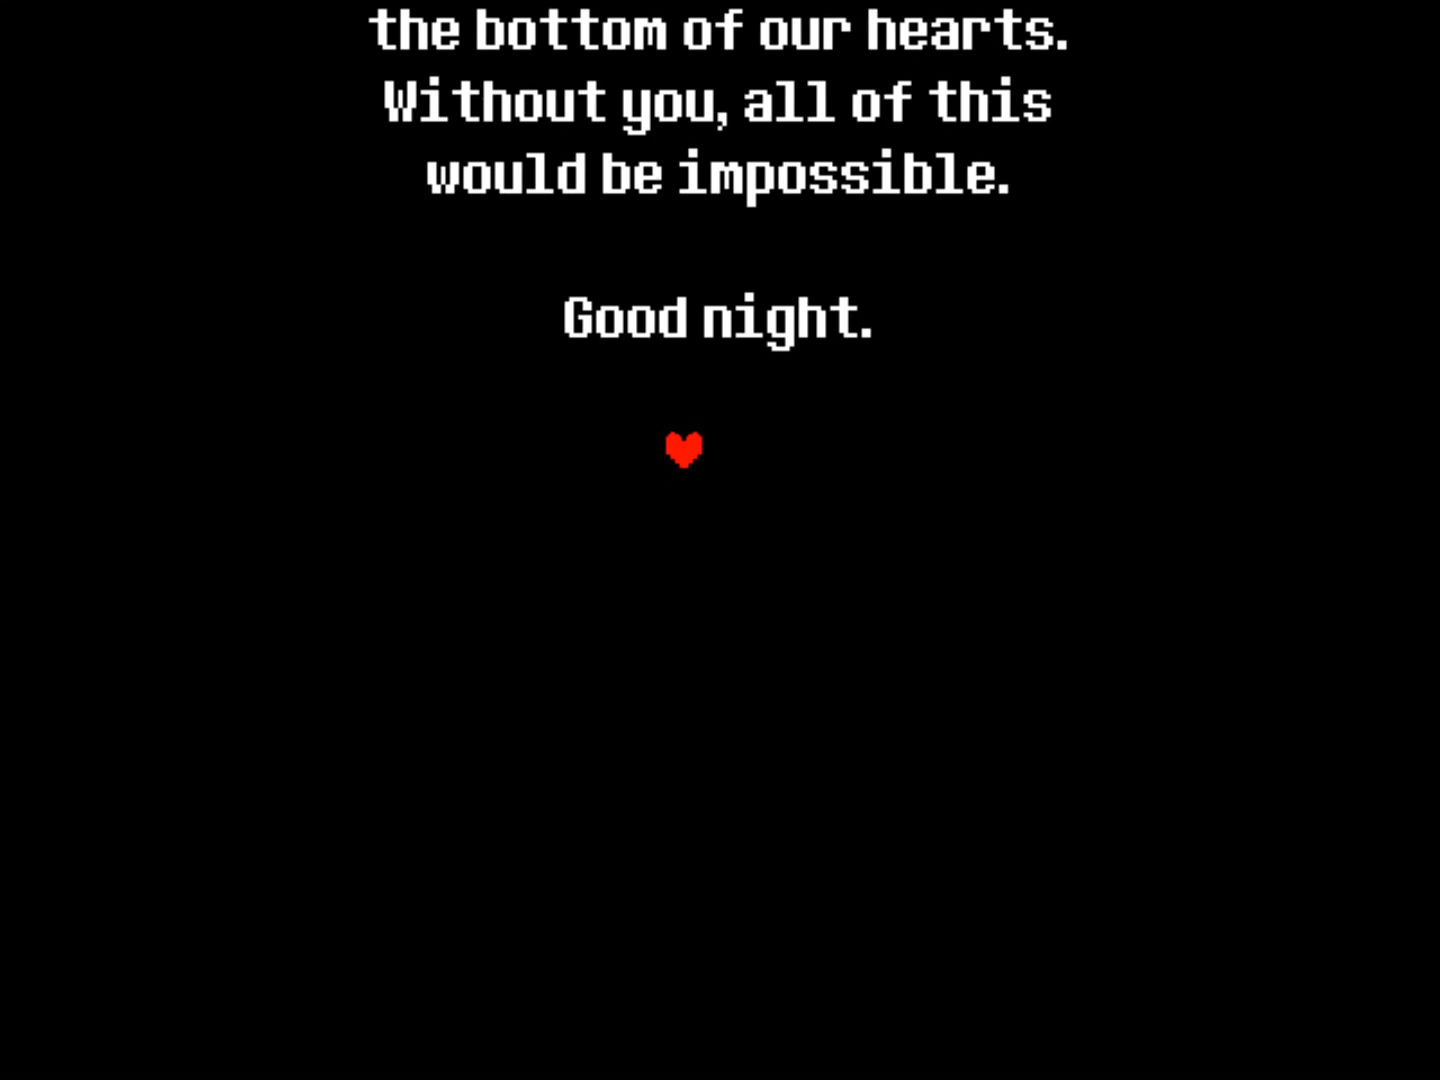 the bottom of our hearts.
Without you, all of this
would be impossible.
Good night.